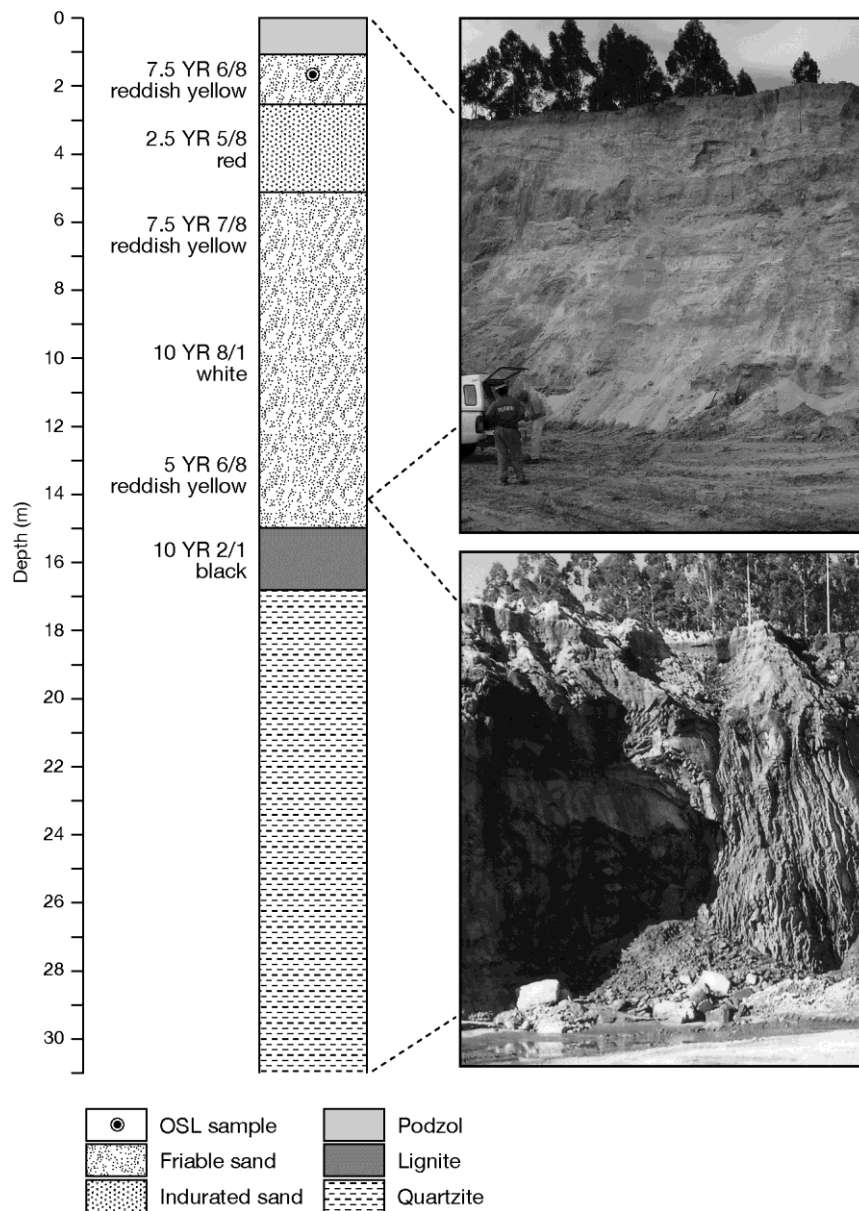 0
2
4
6
8
10
12
14
16
18
20
22
24
26
28
30
Depth (m)
7.5 YR 6/8
reddish yellow
2.5 YR 5/8
red
7.5 YR 7/8
reddish yellow
10 YR 8/1
white
5 YR 6/8
reddish yellow
10 YR 2/1
black
OSL sample
Friable sand
Indurated sand
Podzol
Lignite
Quartzite